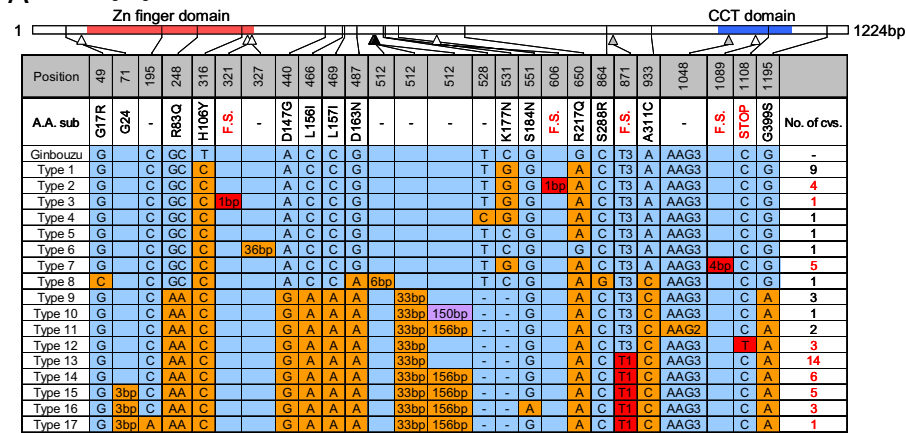 Zn finger domain CCT domain
1 1224bp
Position 49 71 195 248 316 321 327 440 466 469 487 512 512 512 528 531 551 606 650 864 871 933 1048 1089 1108 1195
A.A. sub G17R G24 - R83Q H106Y F.S. - D147G L156I L157I D163N - - - - K177N S184N F.S. R217Q S288R F.S. A311C - F.S. STOP G399S No. of cvs.
Ginbouzu G C GC T A C C G T C G G C T3 A AAG3 C G -
Type 1 G C GC C A C C G T G G A C T3 A AAG3 C G 9
Type 2 G C GC C A C C G T G G 1bp A C T3 A AAG3 C G 4
Type 3 G C GC C 1bp A C C G T G G A C T3 A AAG3 C G 1
Type 4 G C GC C A C C G C G G A C T3 A AAG3 C G 1
Type 5 G C GC C A C C G T C G A C T3 A AAG3 C G 1
Type 6 G C GC C 36bp A C C G T C G G C T3 A AAG3 C G 1
Type 7 G C GC C A C C G T G G A C T3 A AAG3 4bp C G 5
Type 8 C C GC C A C C A 6bp T C G A G T3 C AAG3 C G 1
Type 9 G C AA C G A A A 33bp - - G A C T3 C AAG3 C A 3
Type 10 G C AA C G A A A 33bp 150bp - - G A C T3 C AAG3 C A 1
Type 11 G C AA C G A A A 33bp 156bp - - G A C T3 C AAG2 C A 2
Type 12 G C AA C G A A A 33bp - - G A C T3 C AAG3 T A 3
Type 13 G C AA C G A A A 33bp - - G A C T1 C AAG3 C A 14
Type 14 G C AA C G A A A 33bp 156bp - - G A C T1 C AAG3 C A 6
Type 15 G 3bp C AA C G A A A 33bp 156bp - - G A C T1 C AAG3 C A 5
Type 16 G 3bp C AA C G A A A 33bp 156bp - - A A C T1 C AAG3 C A 3
Type 17 G 3bp A AA C G A A A 33bp 156bp - - G A C T1 C AAG3 C A 1